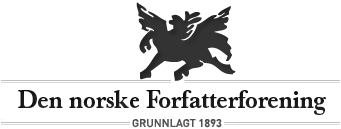 Den norske Forfatterforening
GRUNNLAGT 1893